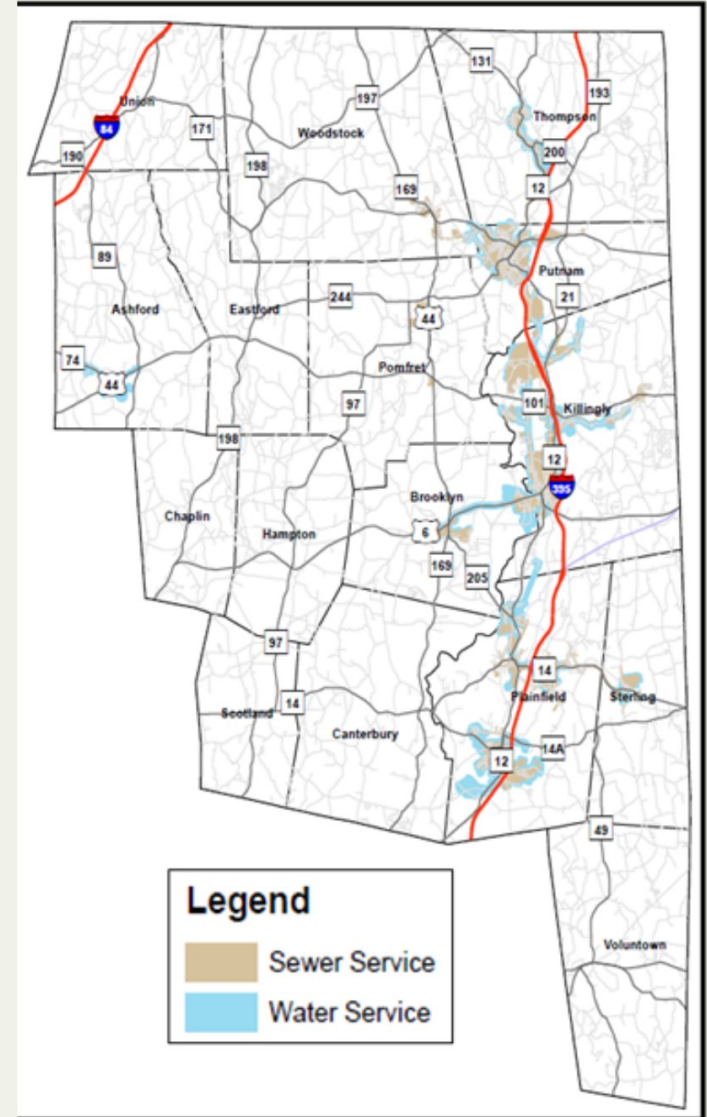 131
193
197
Union
Thompson
84
171
Woodstock
200
190
198
169
12
89
Putnam
244
21
Ashford
Eastford
44
74
Pomfret
44
101
Killingly
97
198
12
395
Brooklyn
Chaplin
Hampton
6
169
205
97
14
14
Plainfield
Sterling
Scotland
Canterbury
12
14A
49
Legend
Sewer Service
Water Service
Voluntown